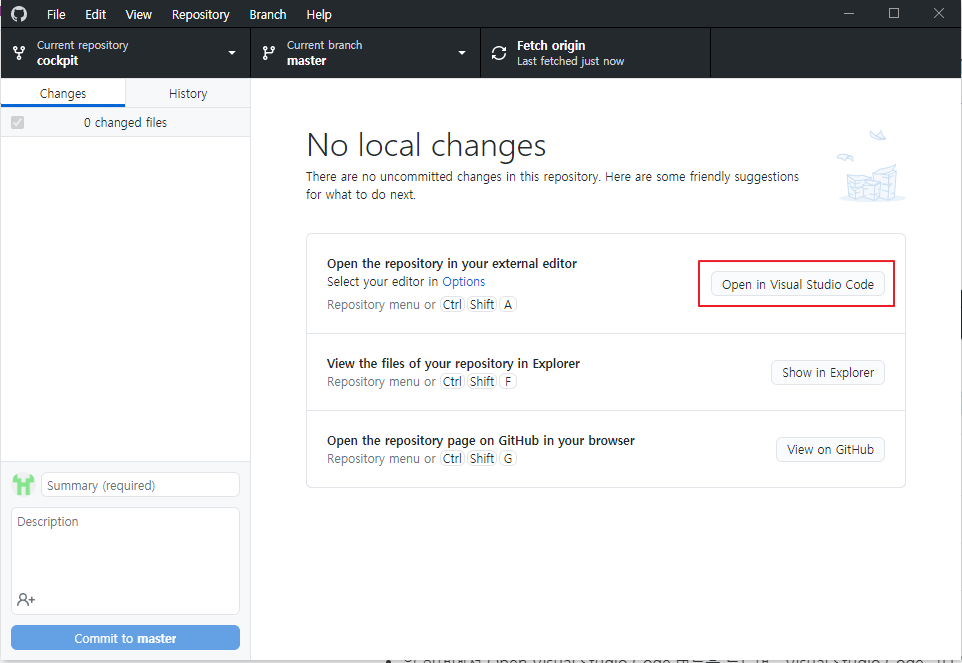 File Edit View Repository Branch Help
Current repository
cockpit
Current branch
master
Fetch origin
Last fetched just now
Changes
History
0 changed files
No local changes
There are no uncommitted changes in this repository. Here are some friendly suggestions
for what to do next.
Open the repository in your external editor
Select your editor in Options
Repository menu or Ctrl Shift A
Open in Visual Studio Code
View the files of your repository in Explorer
Repository menu or Ctrl Shift F
Show in Explorer
Open the repository page on GitHub in your browser
Repository menu or Ctrl Shift G
View on GitHub
Summary (required)
Description
Commit to master